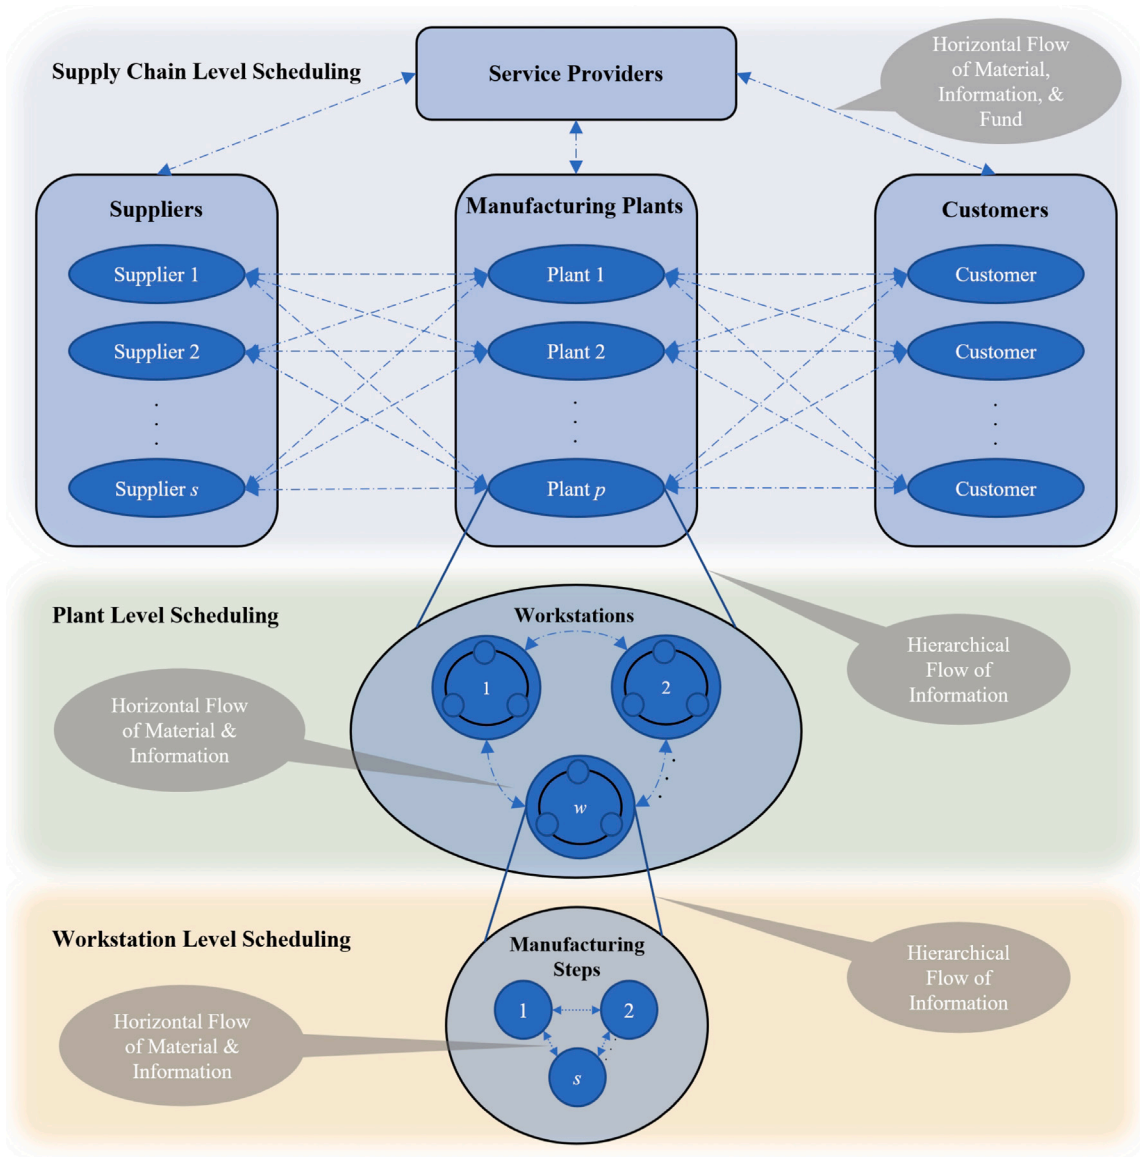 Supply Chain Level Scheduling
Service Providers
Horizontal Flow
of Material,
Information, &
Fund
Suppliers
Supplier 1
Supplier 2
Supplier s
Manufacturing Plants
Plant 1
Plant 2
Plant p
Customers
Customer
Customer
Customer
Plant Level Scheduling
Workstations
1
2
w
Horizontal Flow
of Material &
Information
Hierarchical
Flow of
Information
Workstation Level Scheduling
Manufacturing
Steps
1
2
s
Horizontal Flow
of Material &
Information
Hierarchical
Flow of
Information